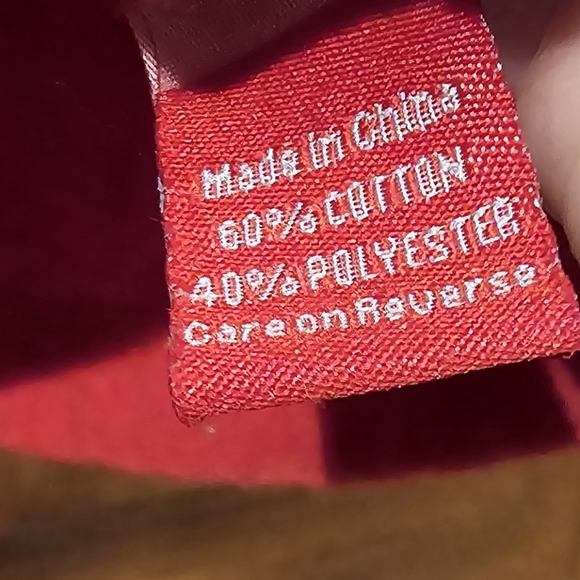 Made in China
60% COTTON
40% POLYESTER
Care on Reverse